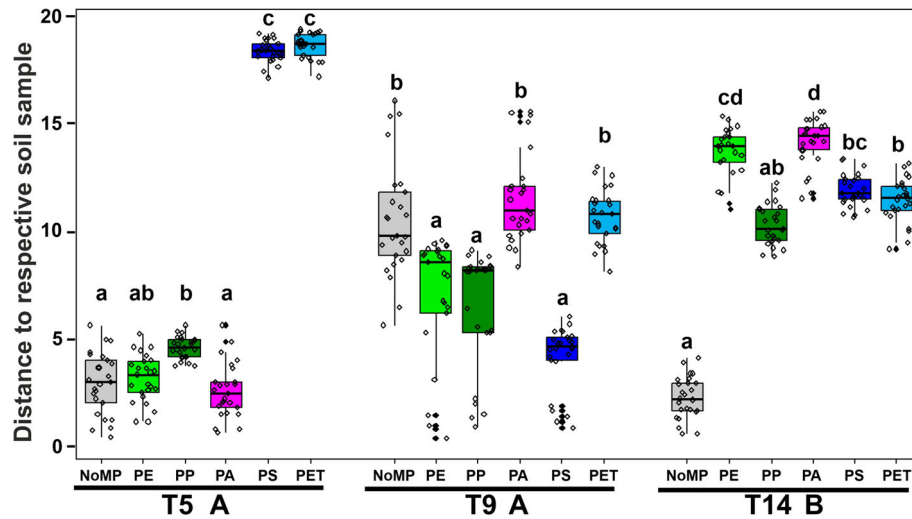 Distance to respective soil sample
20
15
10
5
0
a ab b a c c
b a a b a b
a cd ab d bc b
NoMP PE PP PA PS PET
NoMP PE PP PA PS PET
NoMP PE PP PA PS PET
T5 A
T9 A
T14 B